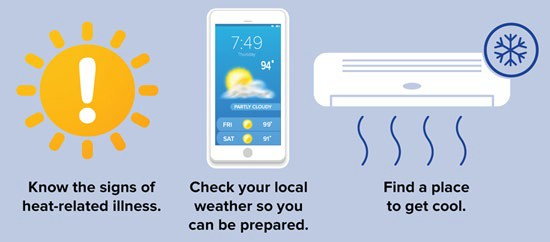 7:49
Thursday
94°
PARTLY CLOUDY
FRI 99°
SAT 91°
Know the signs of
heat-related illness.
Check your local
weather so you
can be prepared.
Find a place
to get cool.